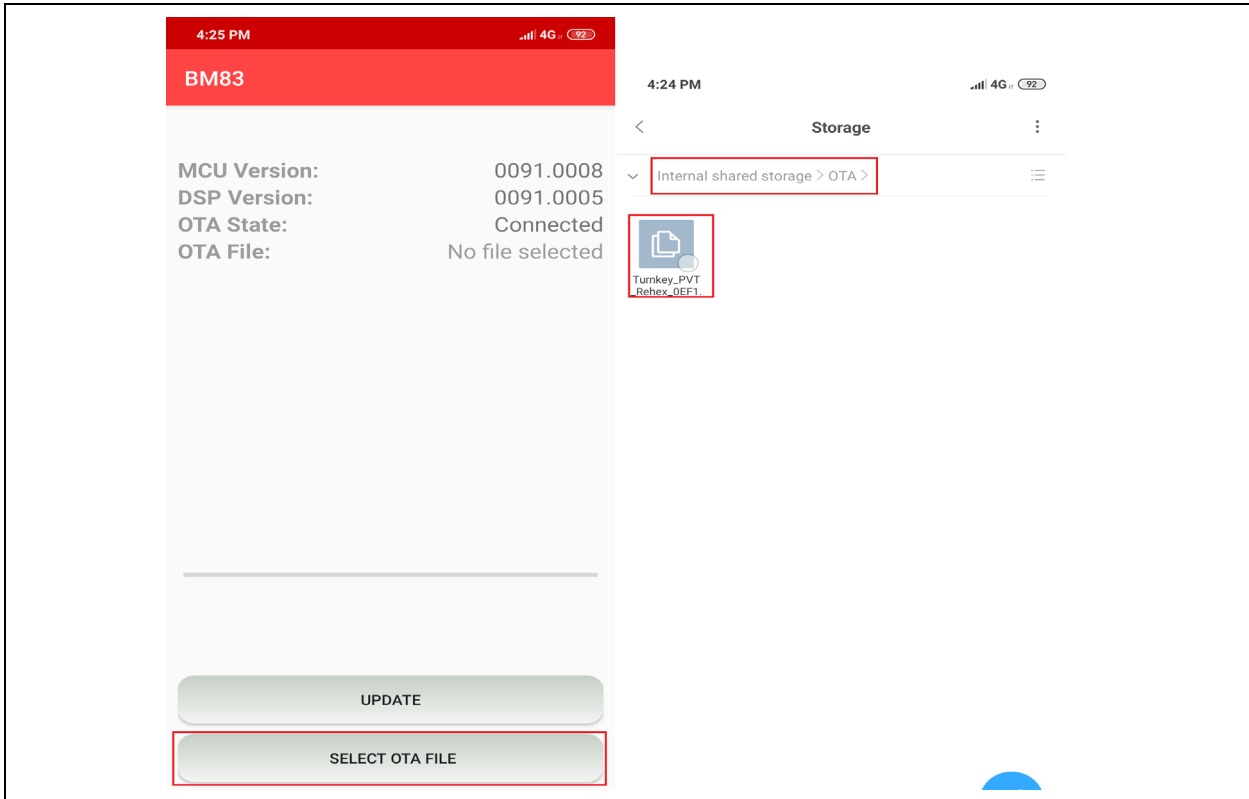 4:25 PM 4G 92
BM83
MCU Version: 0091.0008
DSP Version: 0091.0005
OTA State: Connected
OTA File: No file selected
UPDATE
SELECT OTA FILE
4:24 PM 4G 92
Storage
Internal shared storage > OTA >
Turnkey_PVT
_Rehex_0EF1.